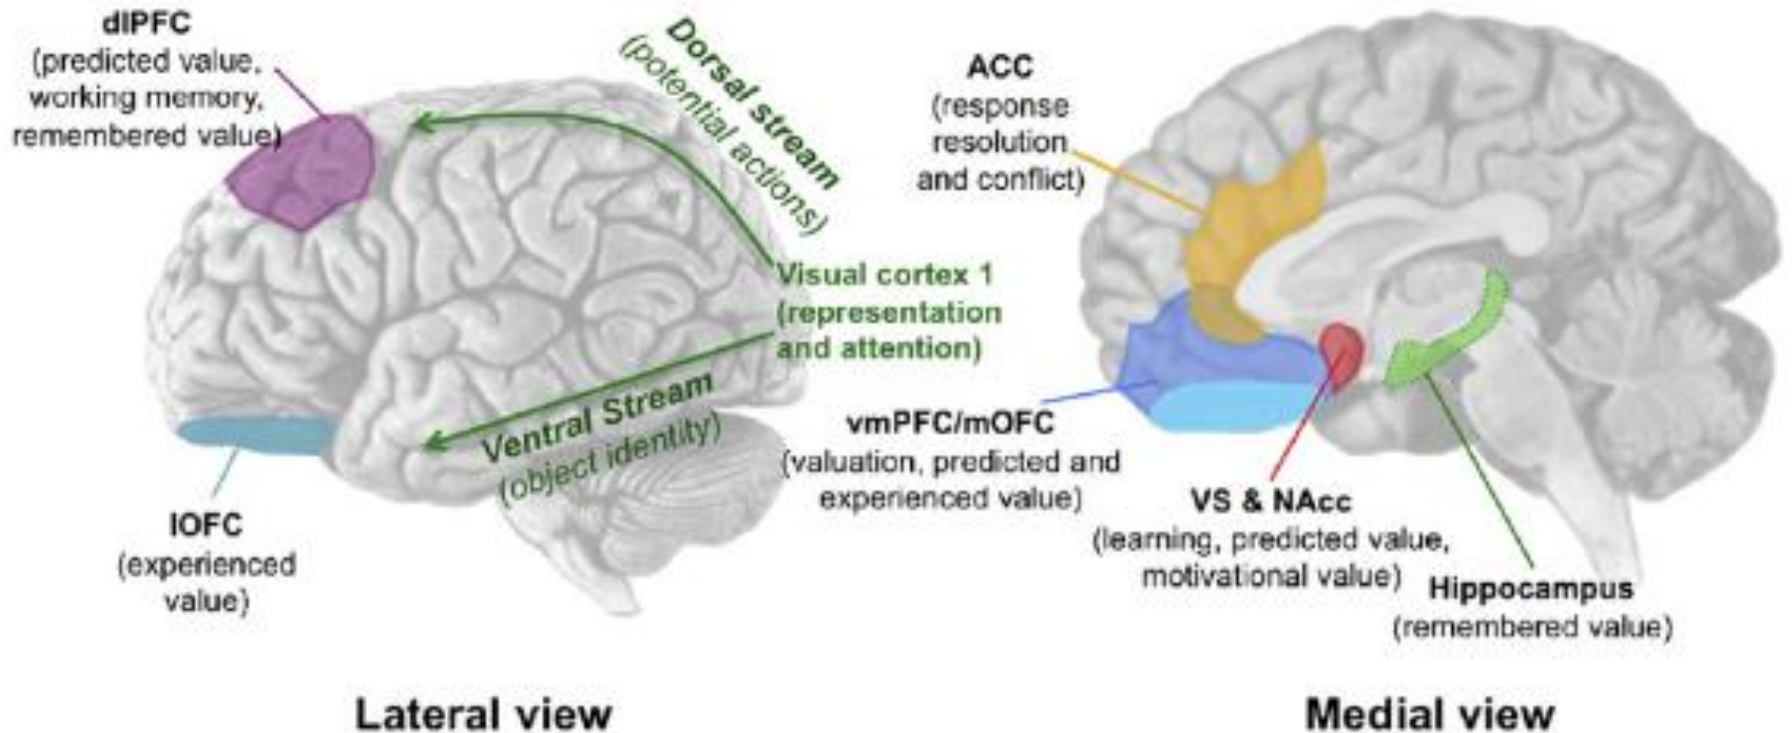 dlPFC
(predicted value,
working memory,
remembered value)
Dorsal stream
(potential actions)
Visual cortex 1
(representation
and attention)
Ventral Stream
(object identity)
lOFC
(experienced
value)
Lateral view
ACC
(response
resolution
and conflict)
vmPFC/mOFC
(valuation, predicted and
experienced value)
VS & NAcc
(learning, predicted value,
motivational value)
Hippocampus
(remembered value)
Medial view